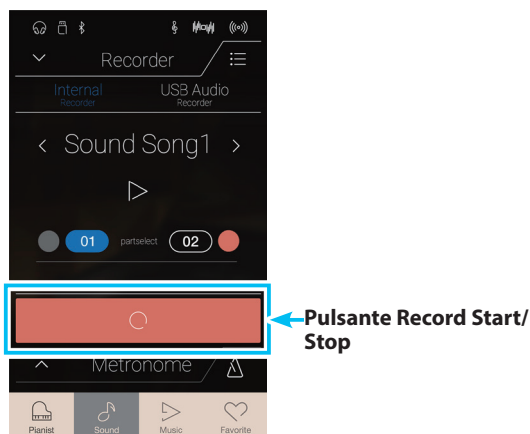 Recorder
Internal USB Audio
Recorder Recorder
Sound Song1
01 partselect 02
Pulsante Record Start/
Stop
Metronome
Pianist Sound Music Favorite